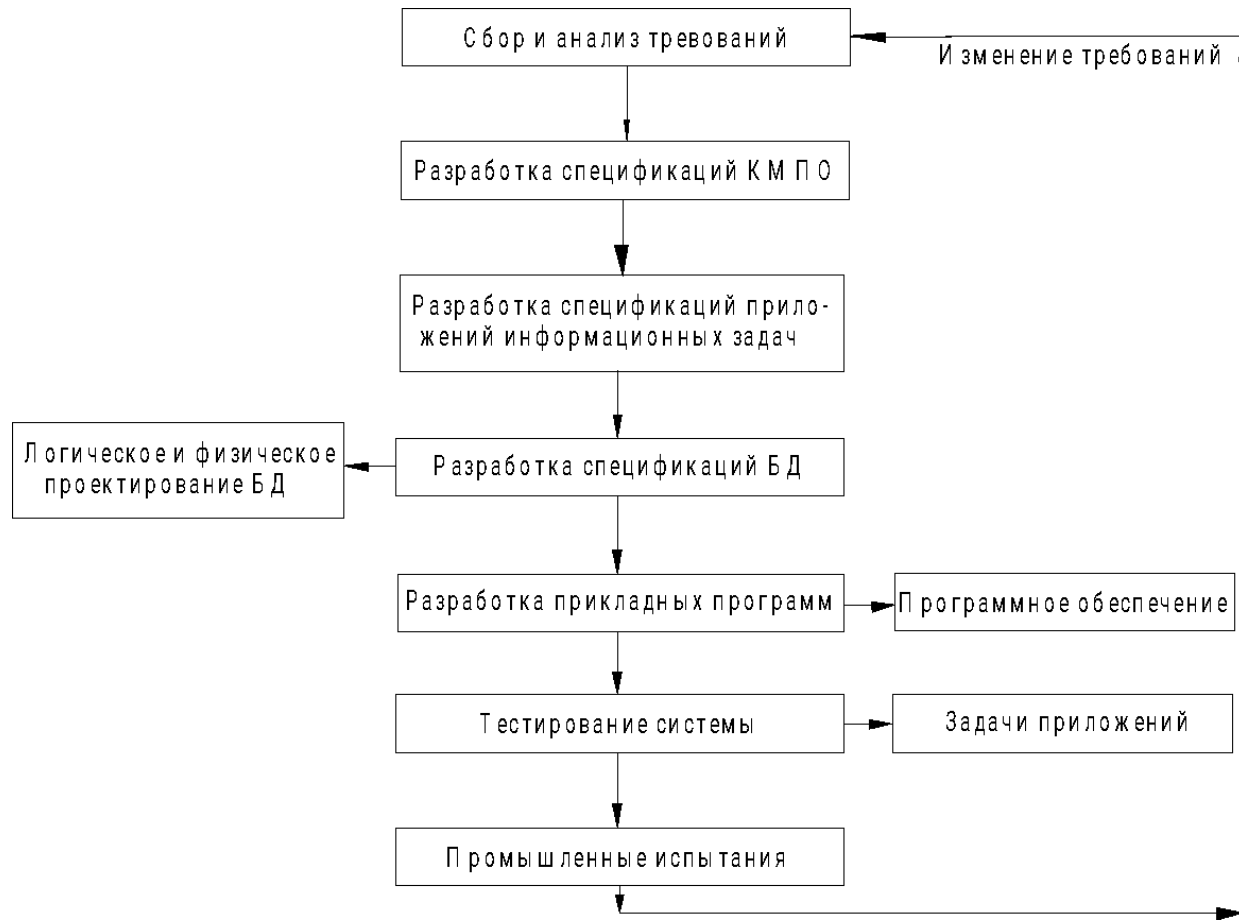 Сбор и анализ тревований
Изменение требований
Разработка спецификаций КМПО
Разработка спецификаций прило-
жений информационных задач
Логическое и физическое
проектирование БД
Разработка спецификаций БД
Разработка прикладных программ
Программное обеспечение
Тестирование системы
Задачи приложений
Промышленные испытания